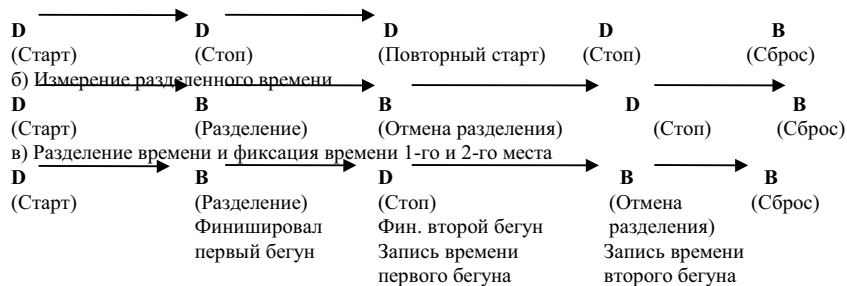 D D D D B
(Старт) (Стоп) (Повторный старт) (Стоп) (Сброс)
б) Измерение разделенного времени
D B B D B
(Старт) (Разделение) (Отмена разделения) (Стоп) (Сброс)
в) Разделение времени и фиксация времени 1-го и 2-го места
D B D B B
(Старт) (Разделение) (Стоп) (Отмена (Сброс)
Финишировал Фин. второй бегун разделения)
первый бегун Запись времени Запись времени
первого бегуна второго бегуна